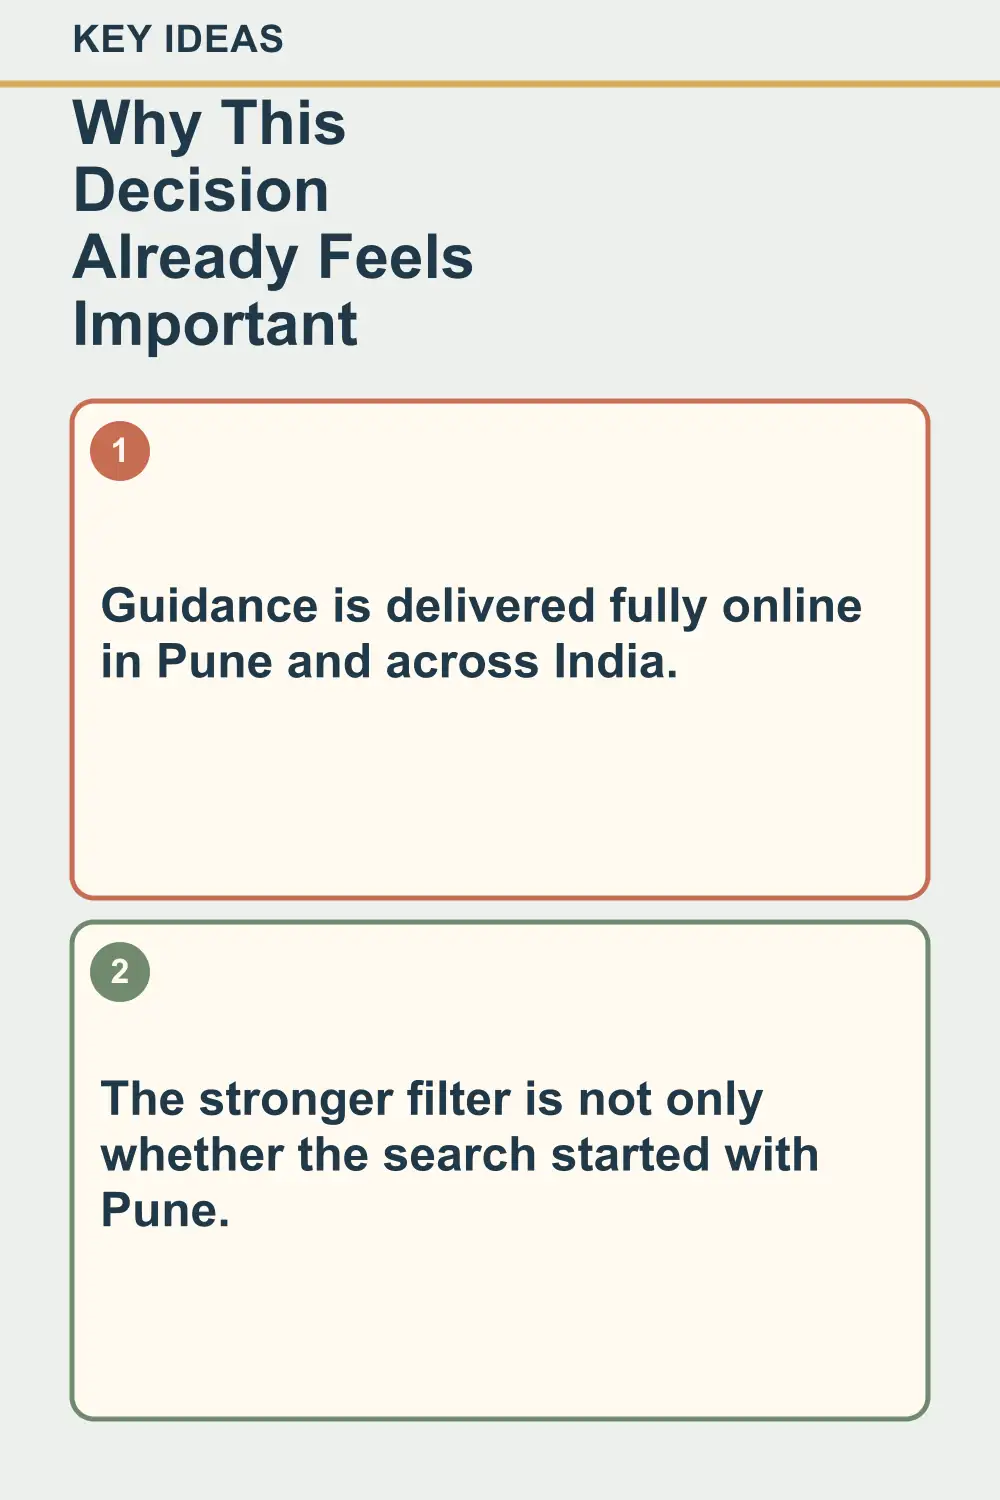 KEY IDEAS
Why This
Decision
Already Feels
Important
1
Guidance is delivered fully online
in Pune and across India.
2
The stronger filter is not only
whether the search started with
Pune.